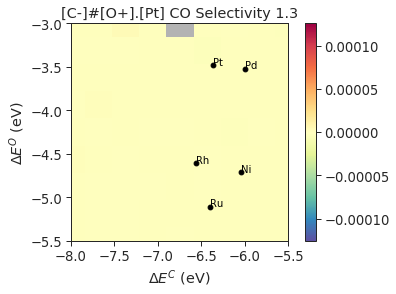 [C-]#[O+].[Pt] CO Selectivity 1.3
−3.0
−3.5
−4.0
−4.5
−5.0
−5.5
ΔE^O (eV)
Pt
Pd
Rh
Ni
Ru
−8.0 −7.5 −7.0 −6.5 −6.0 −5.5
ΔE^C (eV)
0.00010
0.00005
0.00000
−0.00005
−0.00010